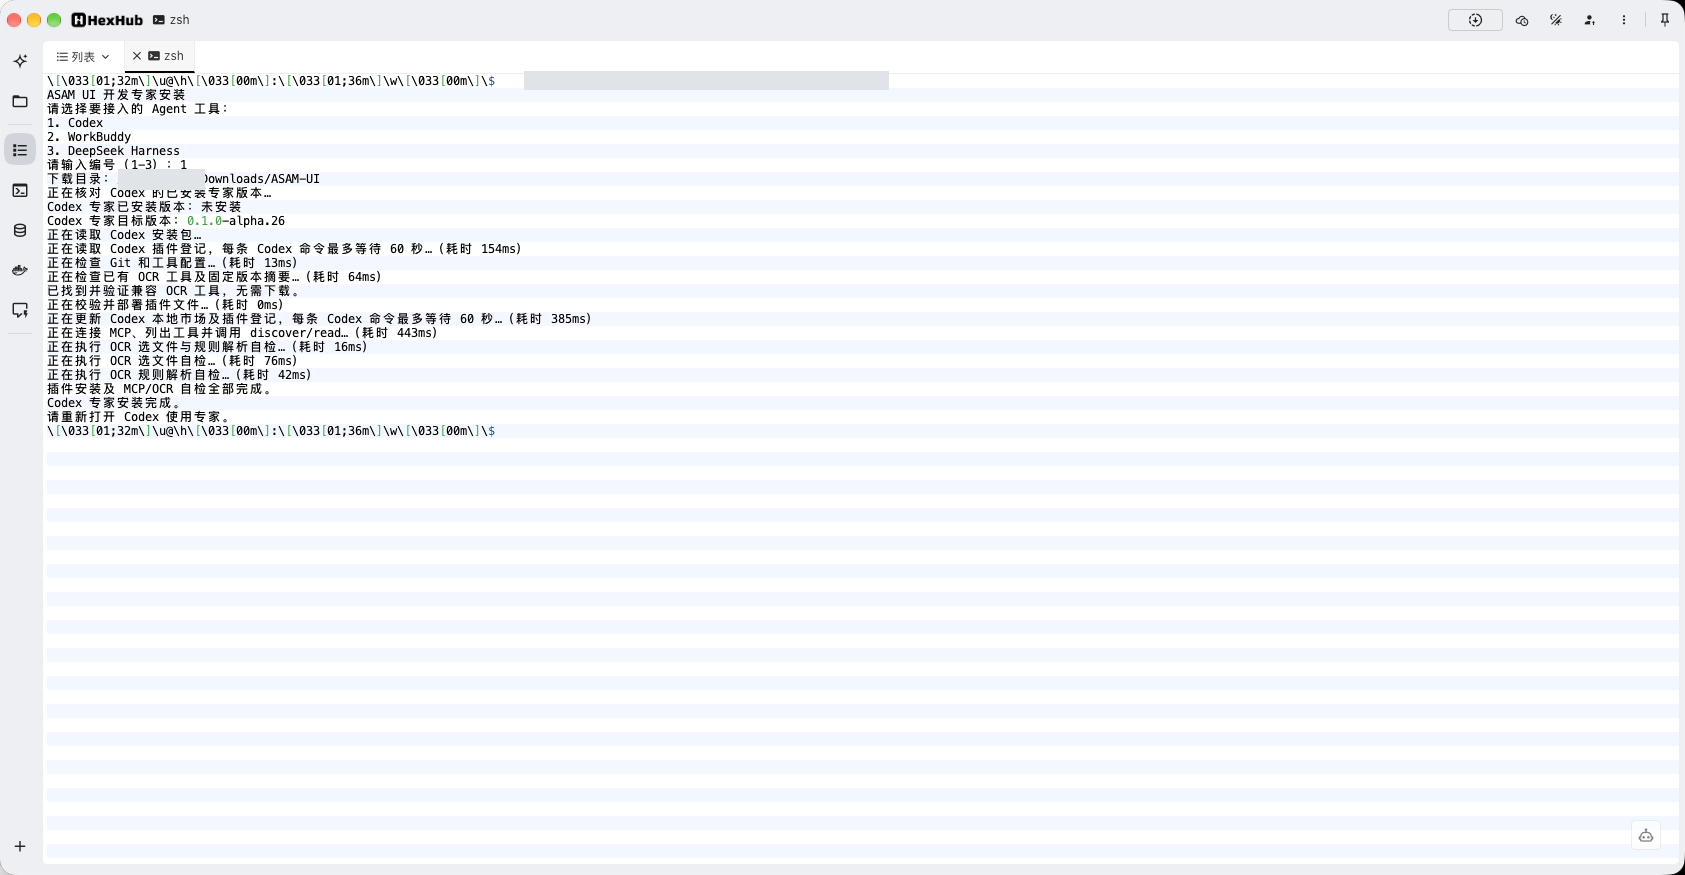 HexHub zsh
列表 zsh
\[\033[01;32m\]\u@\h\[\033[00m\]:\[\033[01;36m\]\w\[\033[00m\]\$
ASAM UI 开发专家安装
请选择要接入的 Agent 工具：
1. Codex
2. WorkBuddy
3. DeepSeek Harness
请输入编号 (1-3) : 1
下载目录： Downloads/ASAM-UI
正在核对 Codex 的已安装专家版本…
Codex 专家已安装版本：未安装
Codex 专家目标版本：0.1.0-alpha.26
正在读取 Codex 安装包…
正在读取 Codex 插件登记，每条 Codex 命令最多等待 60 秒…（耗时 154ms)
正在检查 Git 和工具配置…（耗时 13ms)
正在检查已有 OCR 工具及固定版本摘要…（耗时 64ms)
已找到并验证兼容 OCR 工具，无需下载。
正在校验并部署插件文件…（耗时 0ms)
正在更新 Codex 本地市场及插件登记，每条 Codex 命令最多等待 60 秒…（耗时 385ms)
正在连接 MCP、列出工具并调用 discover/read…（耗时 443ms)
正在执行 OCR 选文件与规则解析自检…（耗时 16ms)
正在执行 OCR 选文件自检…（耗时 76ms)
正在执行 OCR 规则解析自检…（耗时 42ms)
插件安装及 MCP/OCR 自检全部完成。
Codex 专家安装完成。
请重新打开 Codex 使用专家。
\[\033[01;32m\]\u@\h\[\033[00m\]:\[\033[01;36m\]\w\[\033[00m\]\$